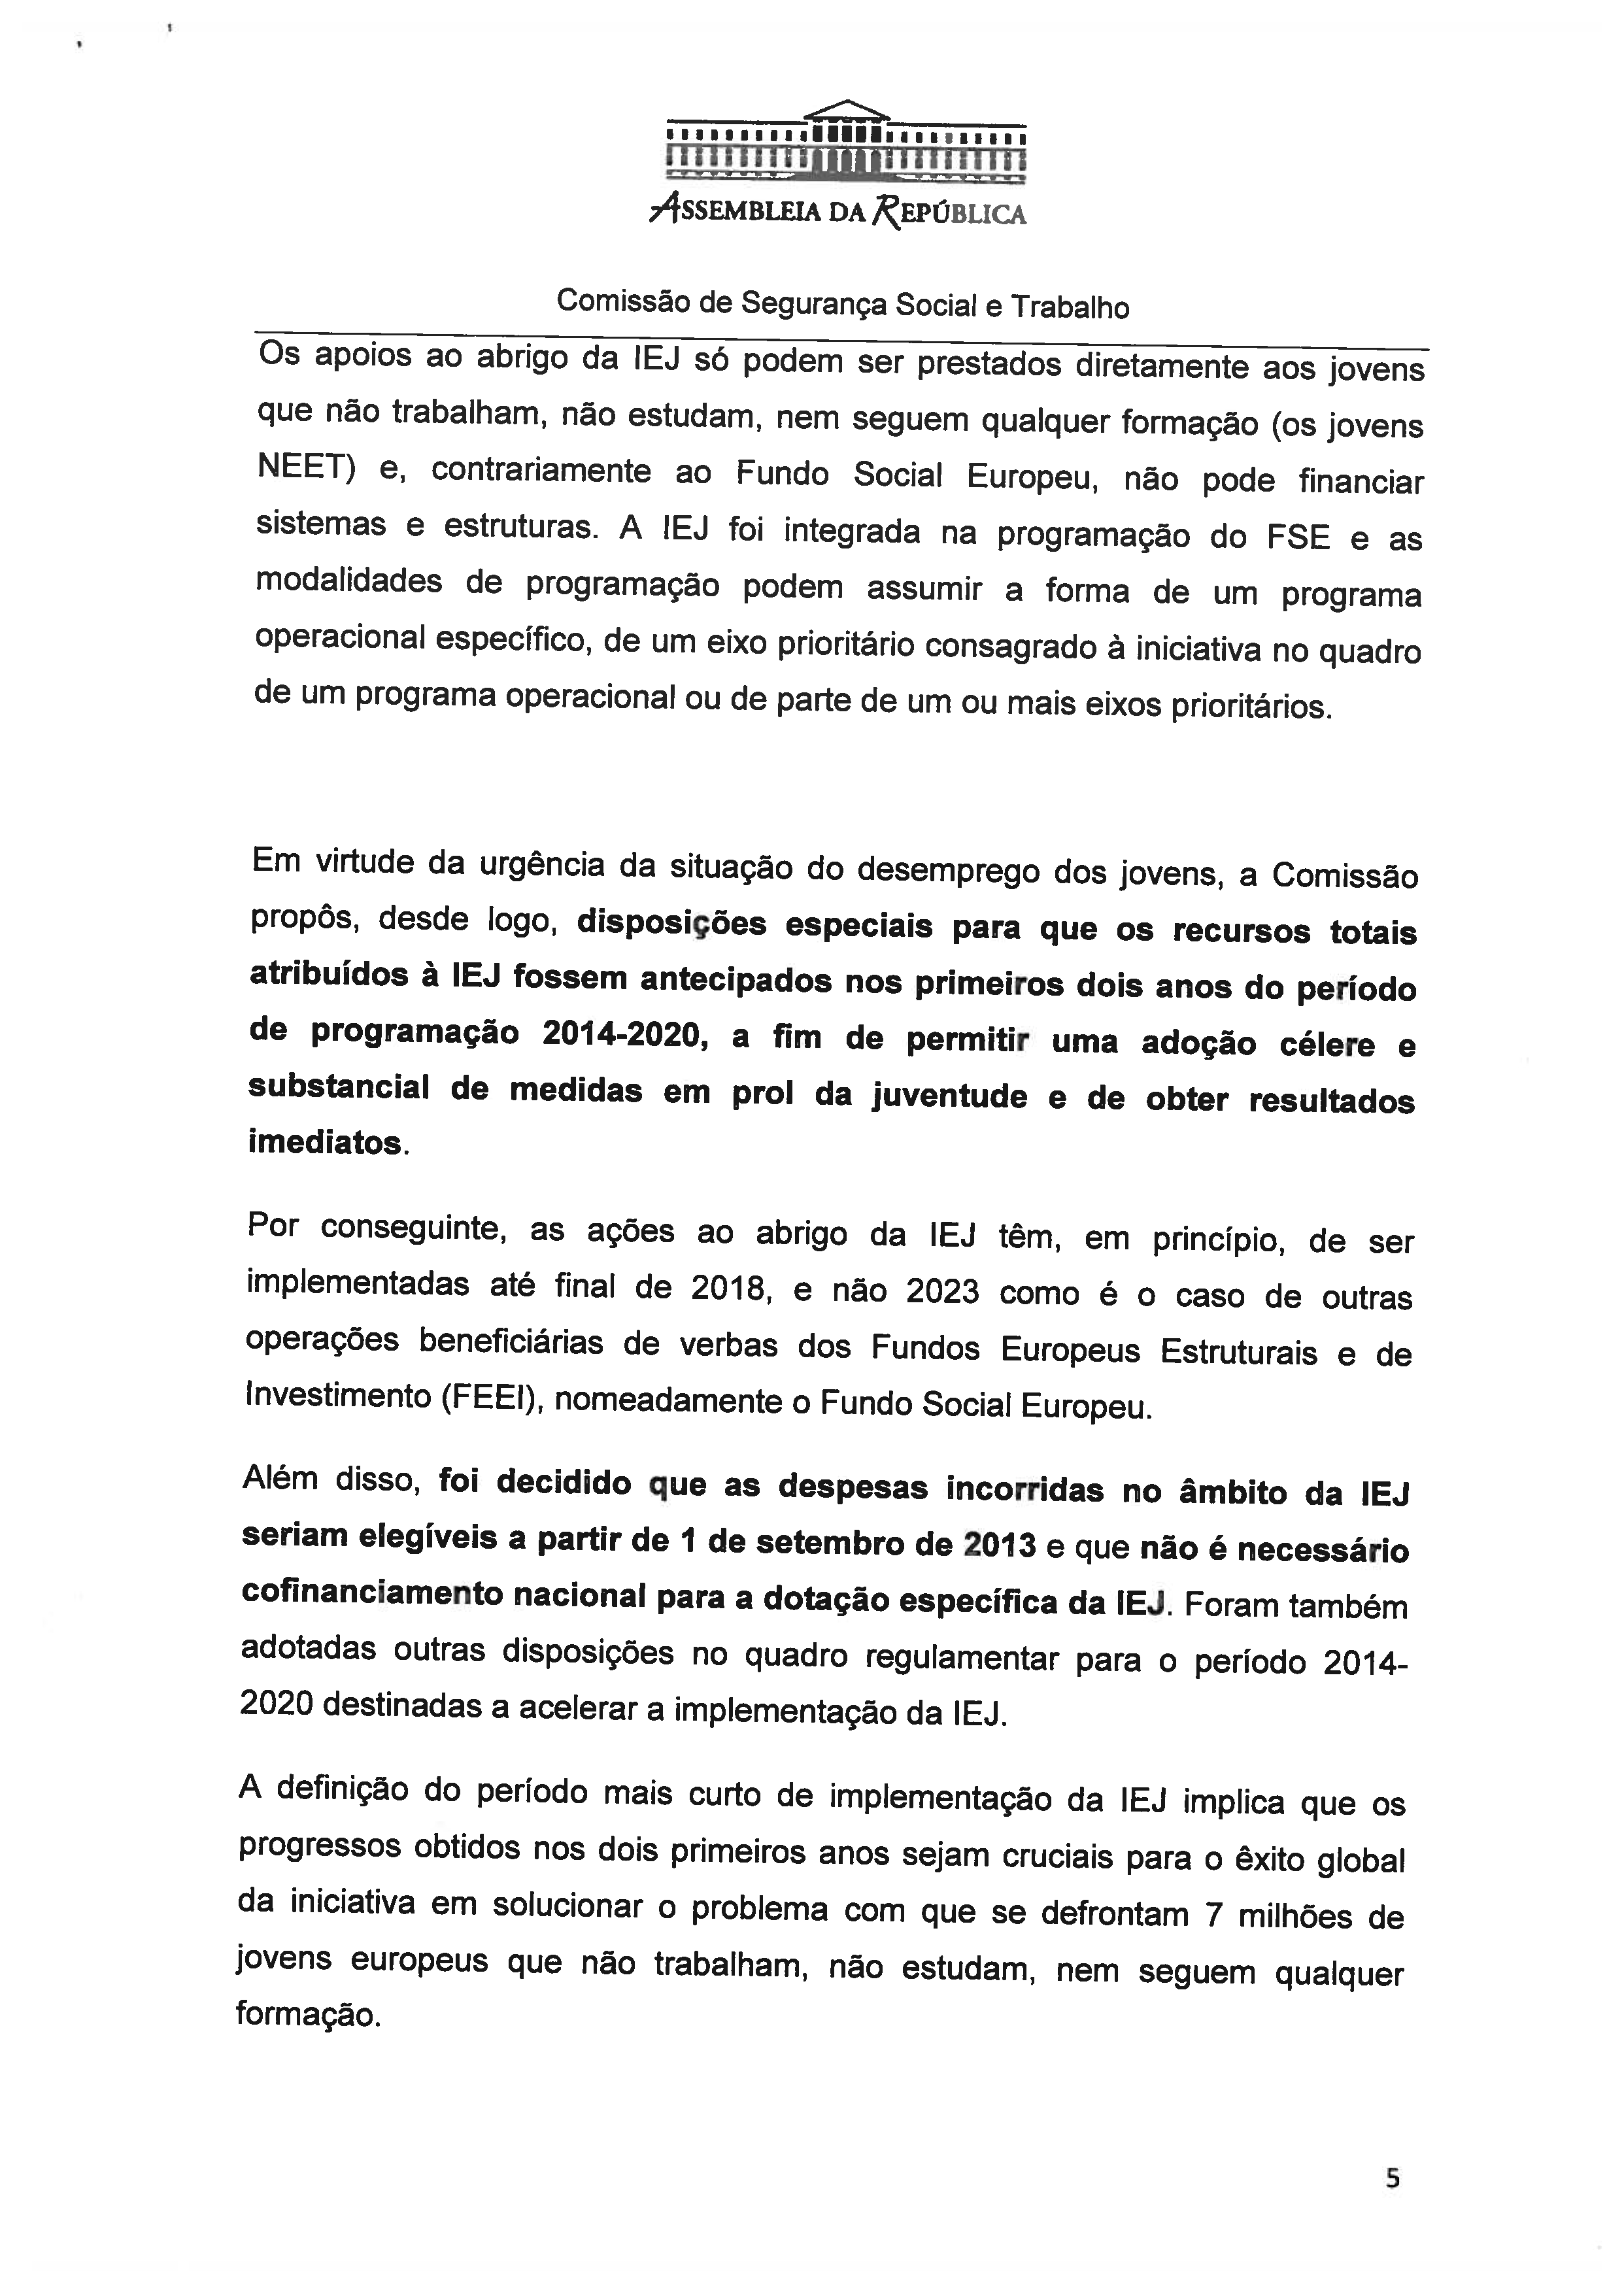 ASSEMBLEIA DA REPÚBLICA
Comissão de Segurança Social e Trabalho
Os apoios ao abrigo da IEJ só podem ser prestados diretamente aos jovens
que não trabalham, não estudam, nem seguem qualquer formação (os jovens
NEET) e, contrariamente ao Fundo Social Europeu, não pode financiar
sistemas e estruturas. A IEJ foi integrada na programação do FSE e as
modalidades de programação podem assumir a forma de um programa
operacional específico, de um eixo prioritário consagrado à iniciativa no quadro
de um programa operacional ou de parte de um ou mais eixos prioritários.
Em virtude da urgência da situação do desemprego dos jovens, a Comissão
propôs, desde logo, disposições especiais para que os recursos totais
atribuídos à IEJ fossem antecipados nos primeiros dois anos do período
de programação 2014-2020, a fim de permitir uma adoção célere e
substancial de medidas em prol da juventude e de obter resultados
imediatos.
Por conseguinte, as ações ao abrigo da IEJ têm, em princípio, de ser
implementadas até final de 2018, e não 2023 como é o caso de outras
operações beneficiárias de verbas dos Fundos Europeus Estruturais e de
Investimento (FEEI), nomeadamente o Fundo Social Europeu.
Além disso, foi decidido que as despesas incorridas no âmbito da IEJ
seriam elegíveis a partir de 1 de setembro de 2013 e que não é necessário
cofinanciamento nacional para a dotação específica da IEJ. Foram também
adotadas outras disposições no quadro regulamentar para o período 2014-
2020 destinadas a acelerar a implementação da IEJ.
A definição do período mais curto de implementação da IEJ implica que os
progressos obtidos nos dois primeiros anos sejam cruciais para o êxito global
da iniciativa em solucionar o problema com que se defrontam 7 milhões de
jovens europeus que não trabalham, não estudam, nem seguem qualquer
formação.
5